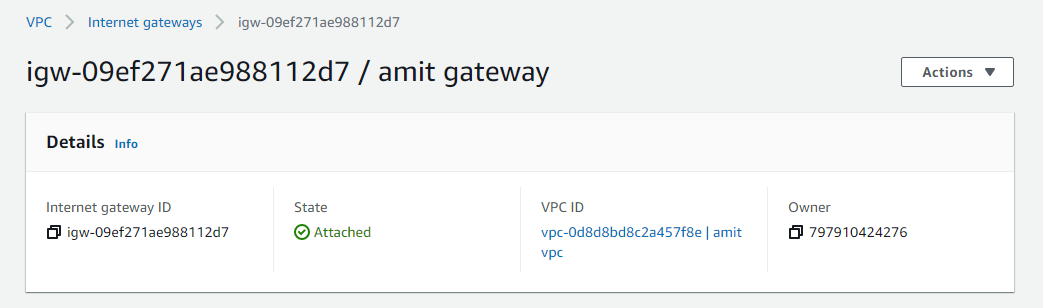 VPC > Internet gateways > igw-09ef271ae988112d7
igw-09ef271ae988112d7 / amit gateway
Actions
Details Info
Internet gateway ID
igw-09ef271ae988112d7
State
Attached
VPC ID
vpc-0d8d8bd8c2a457f8e | amit
vpc
Owner
797910424276